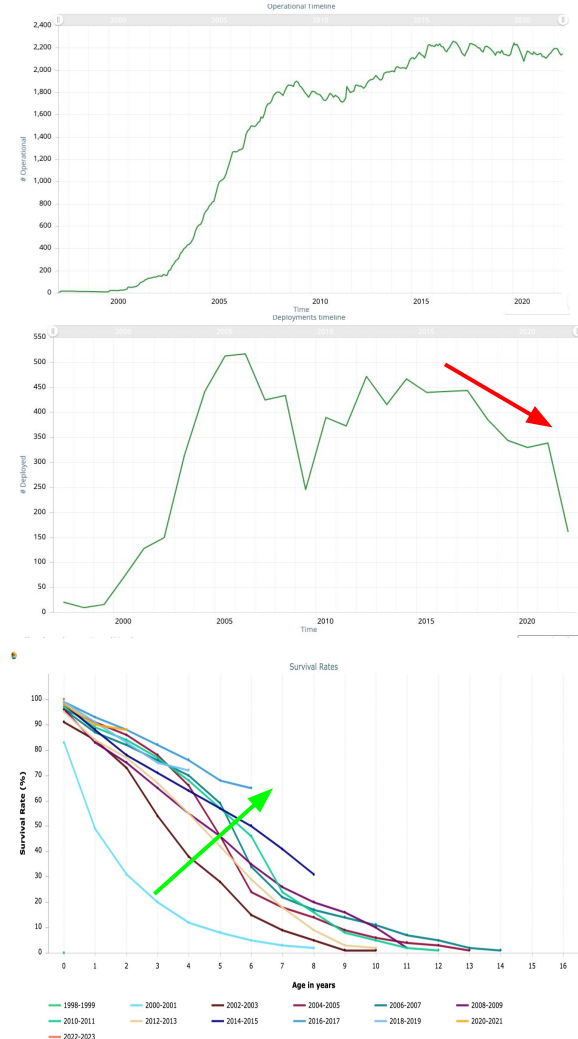 Operational Timeline
2000 2005 2010 2015 2020
2,400
2,200
2,000
1,800
1,600
1,400
1,200
1,000
800
600
400
200
0
# Operational
2000 2005 2010 2015 2020
Time
Deployments timeline
2000 2005 2010 2015 2020
550
500
450
400
350
300
250
200
150
100
50
0
# Deployed
2000 2005 2010 2015 2020
Time
Survival Rates
100
90
80
70
60
50
40
30
20
10
0
Survival Rate (%)
0 1 2 3 4 5 6 7 8 9 10 11 12 13 14 15 16
Age in years
1998-1999 2000-2001 2002-2003 2004-2005 2006-2007 2008-2009
2010-2011 2012-2013 2014-2015 2016-2017 2018-2019 2020-2021
2022-2023